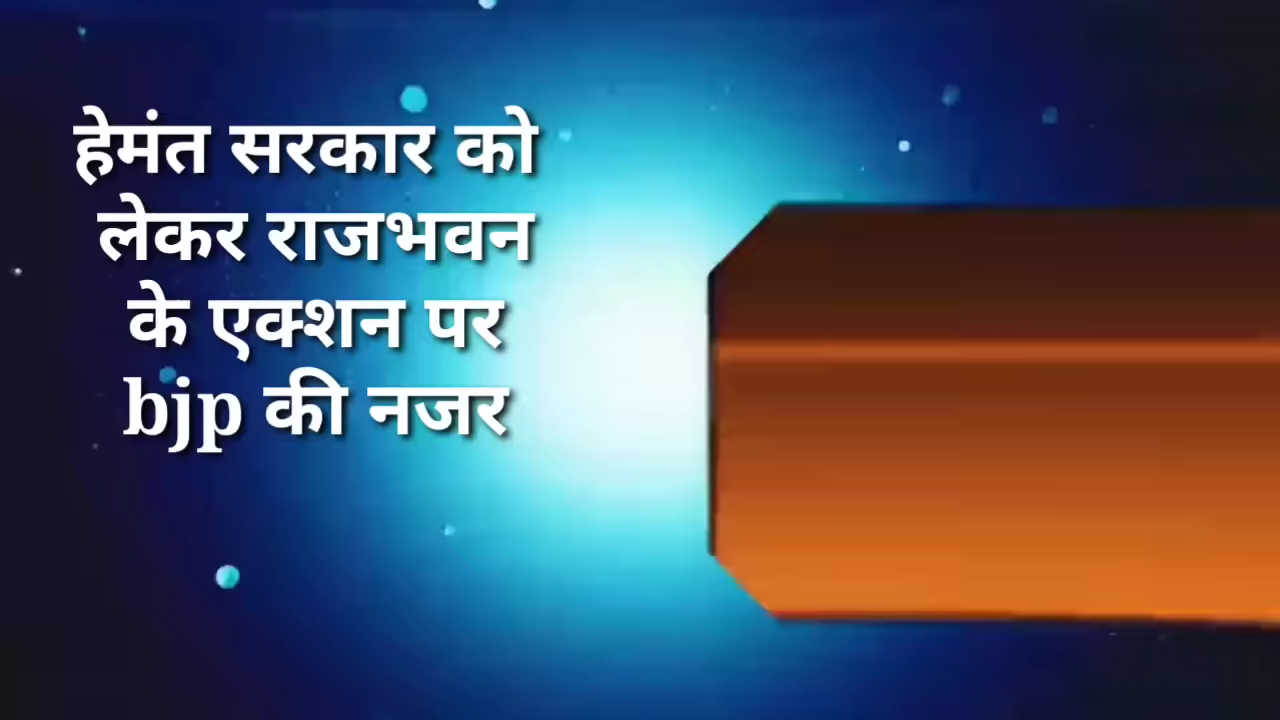 हेमंत सरकार को
लेकर राजभवन
के एक्शन पर
bjp की नजर